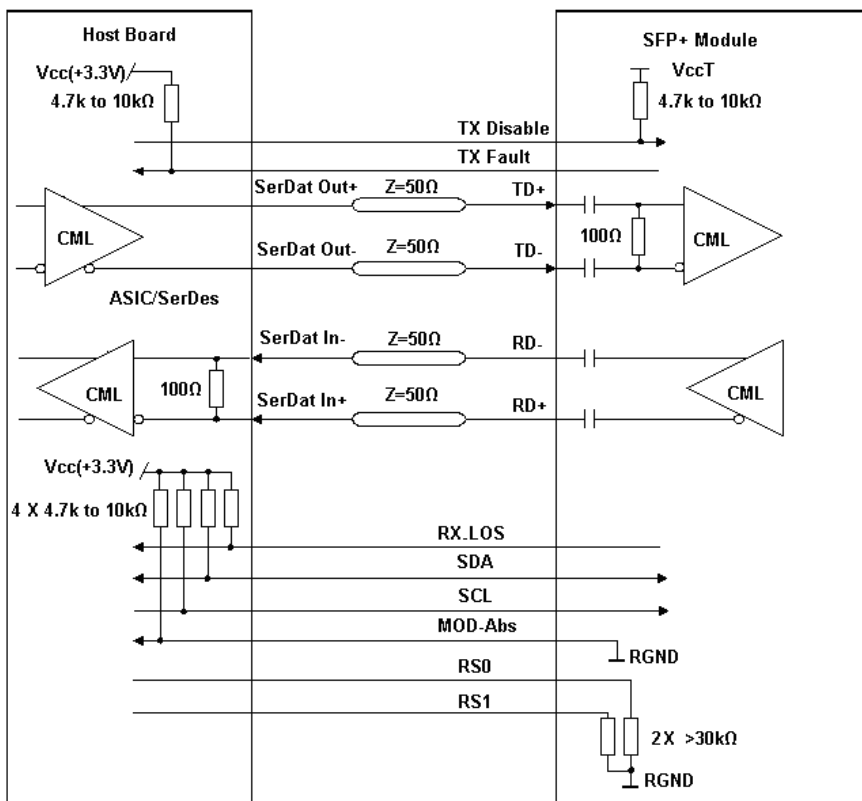 Host Board
SFP+ Module
Vcc(+3.3V)
VccT
4.7k to 10kΩ
4.7k to 10kΩ
TX Disable
TX Fault
SerDat Out+
Z=50Ω
TD+
CML
100Ω
CML
SerDat Out-
Z=50Ω
TD-
ASIC/SerDes
SerDat In-
Z=50Ω
RD-
CML
100Ω
CML
SerDat In+
Z=50Ω
RD+
Vcc(+3.3V)
4 X 4.7k to 10kΩ
RX_LOS
SDA
SCL
MOD-Abs
RGND
RS0
RS1
2X >30kΩ
RGND